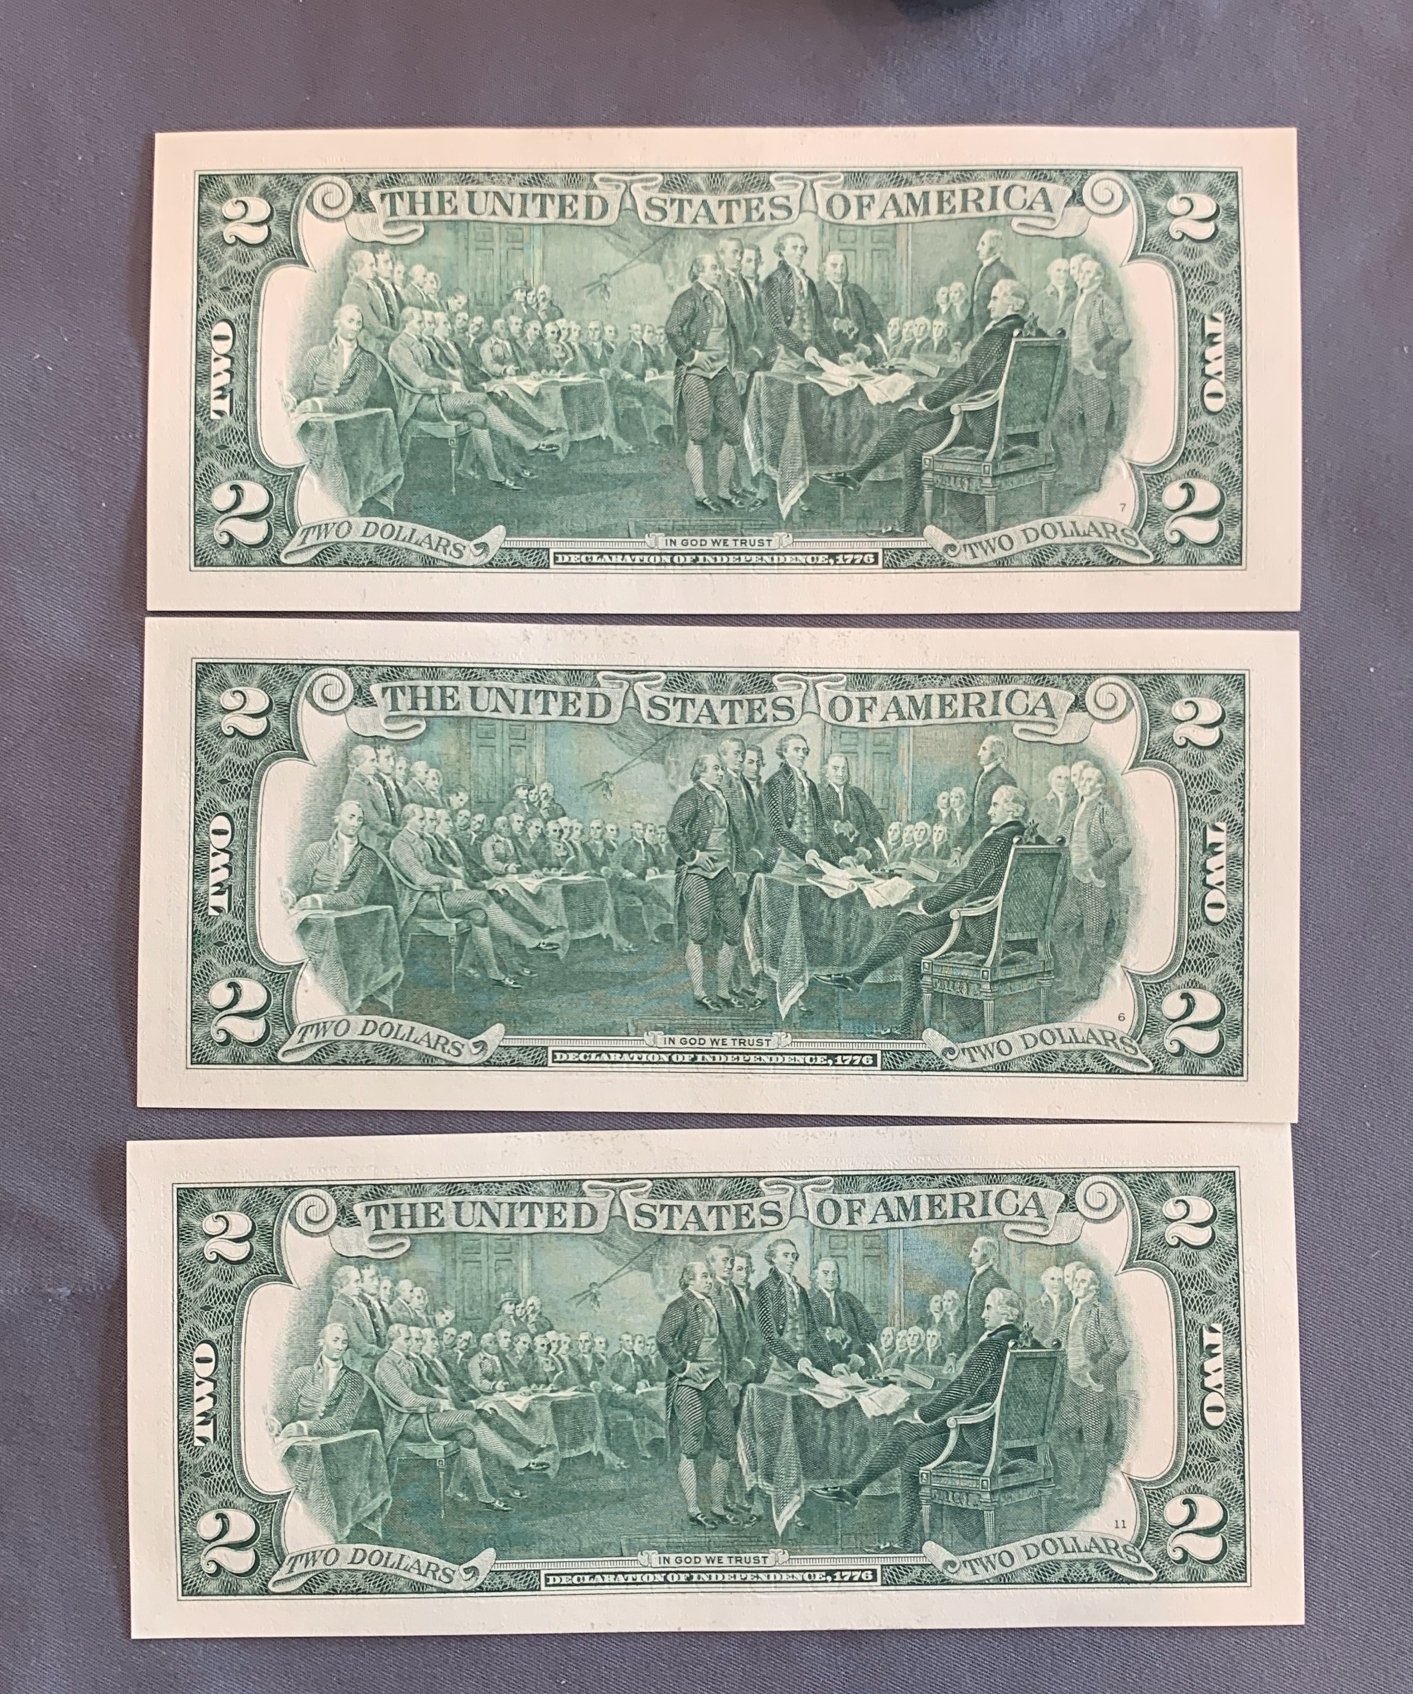 THE UNITED STATES OF AMERICA
2 2
TWO TWO
2 2
7
TWO DOLLARS TWO DOLLARS
IN GOD WE TRUST
DECLARATION OF INDEPENDENCE, 1776
THE UNITED STATES OF AMERICA
2 2
TWO TWO
2 2
6
TWO DOLLARS TWO DOLLARS
IN GOD WE TRUST
DECLARATION OF INDEPENDENCE, 1776
THE UNITED STATES OF AMERICA
2 2
TWO TWO
2 2
11
TWO DOLLARS TWO DOLLARS
IN GOD WE TRUST
DECLARATION OF INDEPENDENCE, 1776